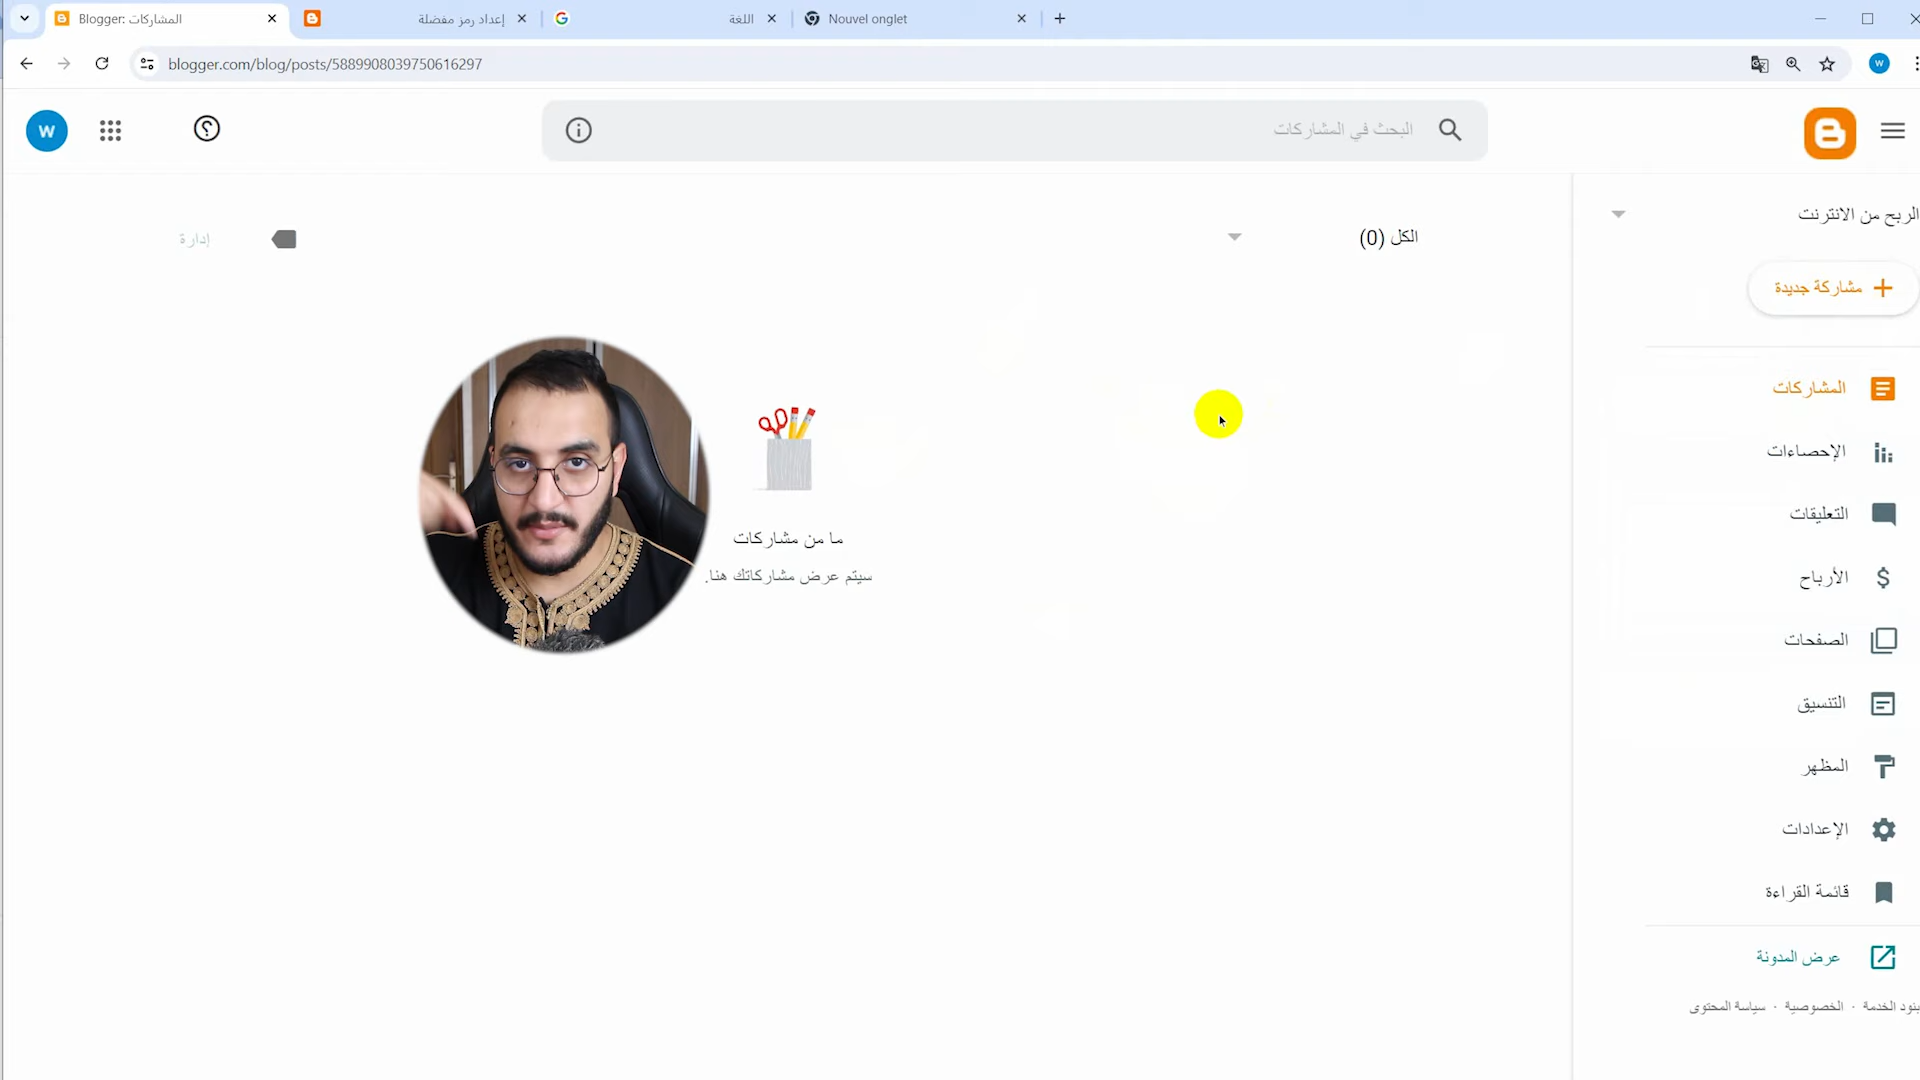 Blogger: المشاركات
إعداد رمز مفضلة
اللغة
Nouvel onglet
blogger.com/blog/posts/5889908039750616297
W
W
البحث في المشاركات
الربح من الانترنت
إدارة
الكل (0)
مشاركة جديدة
المشاركات
الإحصاءات
التعليقات
الأرباح
الصفحات
التنسيق
المظهر
الإعدادات
قائمة القراءة
عرض المدونة
بنود الخدمة · الخصوصية · سياسة المحتوى
ما من مشاركات
سيتم عرض مشاركاتك هنا.